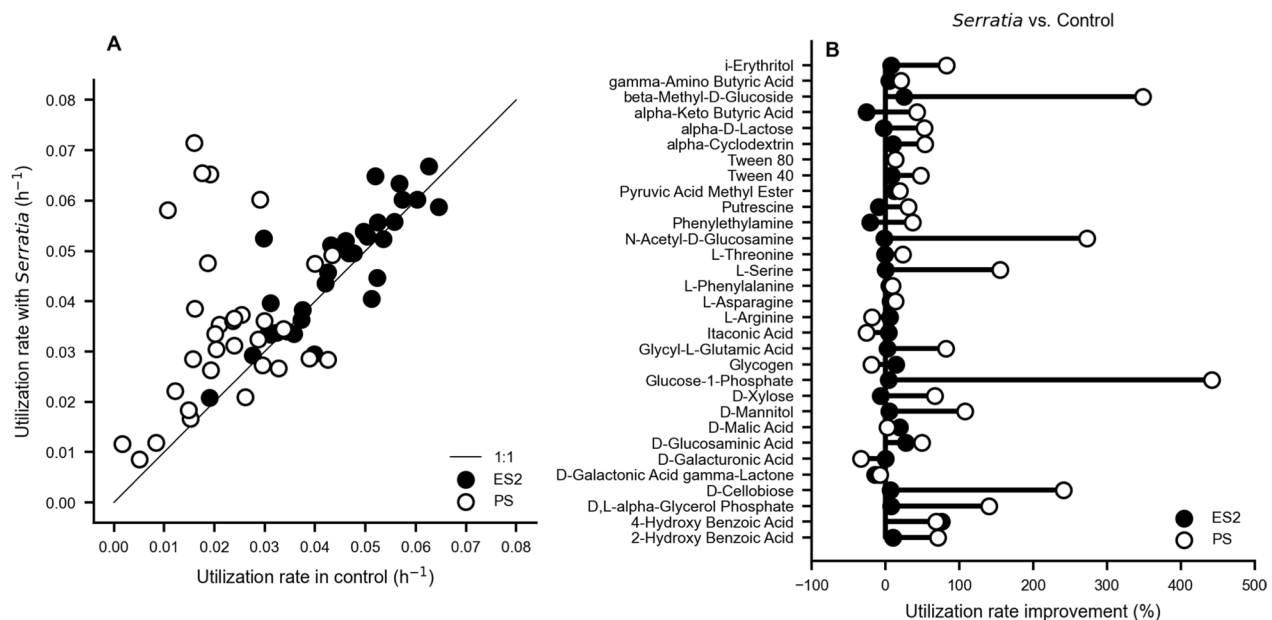 A
Utilization rate with Serratia (h⁻¹)
0.08
0.07
0.06
0.05
0.04
0.03
0.02
0.01
0.00
1:1
ES2
PS
0.00 0.01 0.02 0.03 0.04 0.05 0.06 0.07 0.08
Utilization rate in control (h⁻¹)
Serratia vs. Control
B
i-Erythritol
gamma-Amino Butyric Acid
beta-Methyl-D-Glucoside
alpha-Keto Butyric Acid
alpha-D-Lactose
alpha-Cyclodextrin
Tween 80
Tween 40
Pyruvic Acid Methyl Ester
Putrescine
Phenylethylamine
N-Acetyl-D-Glucosamine
L-Threonine
L-Serine
L-Phenylalanine
L-Asparagine
L-Arginine
Itaconic Acid
Glycyl-L-Glutamic Acid
Glycogen
Glucose-1-Phosphate
D-Xylose
D-Mannitol
D-Malic Acid
D-Glucosaminic Acid
D-Galacturonic Acid
D-Galactonic Acid gamma-Lactone
D-Cellobiose
D,L-alpha-Glycerol Phosphate
4-Hydroxy Benzoic Acid
2-Hydroxy Benzoic Acid
ES2
PS
−100 0 100 200 300 400 500
Utilization rate improvement (%)